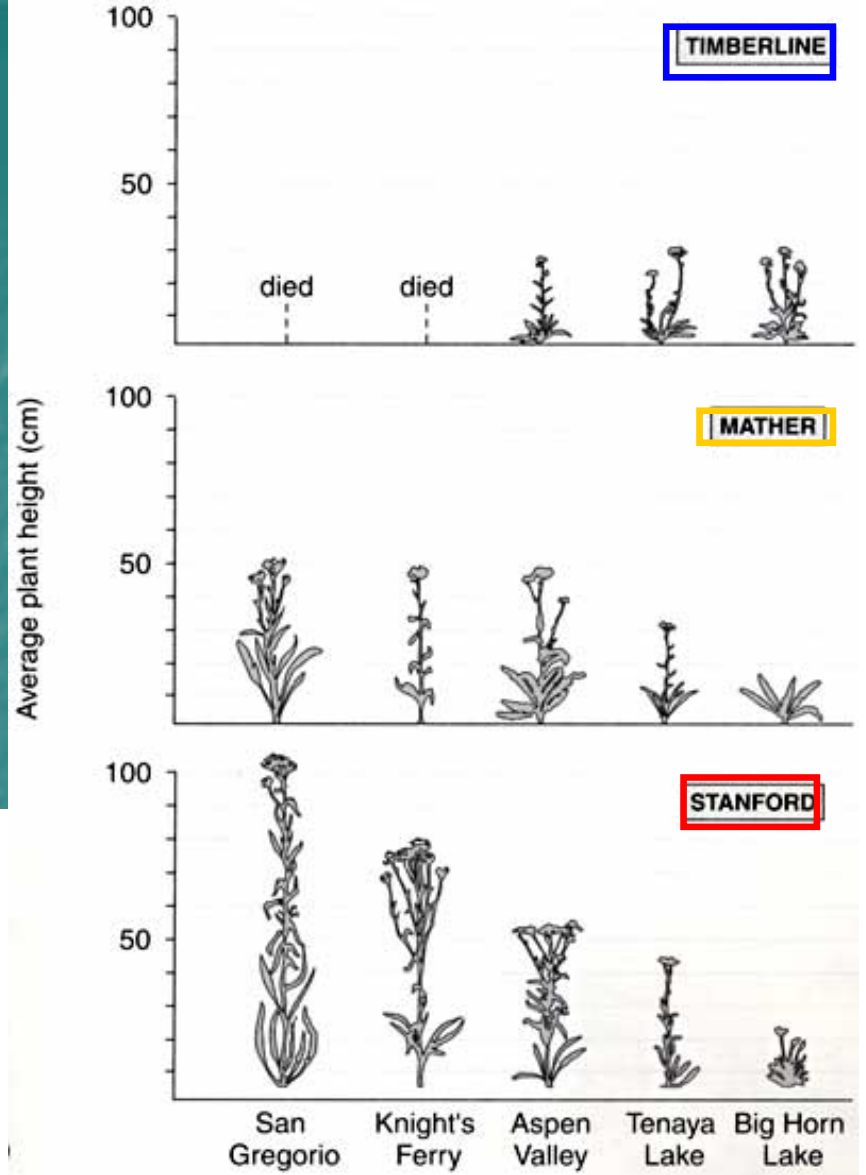 Average plant height (cm)
100
50
TIMBERLINE
died
died
100
50
MATHER
100
50
STANFORD
San Gregorio
Knight's Ferry
Aspen Valley
Tenaya Lake
Big Horn Lake